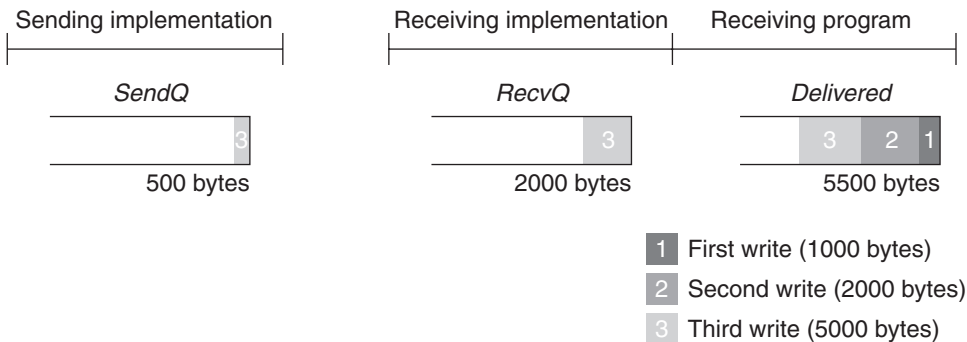 Sending implementation
Receiving implementation
Receiving program
SendQ
RecvQ
Delivered
3
3
3
2
1
500 bytes
2000 bytes
5500 bytes
1 First write (1000 bytes)
2 Second write (2000 bytes)
3 Third write (5000 bytes)